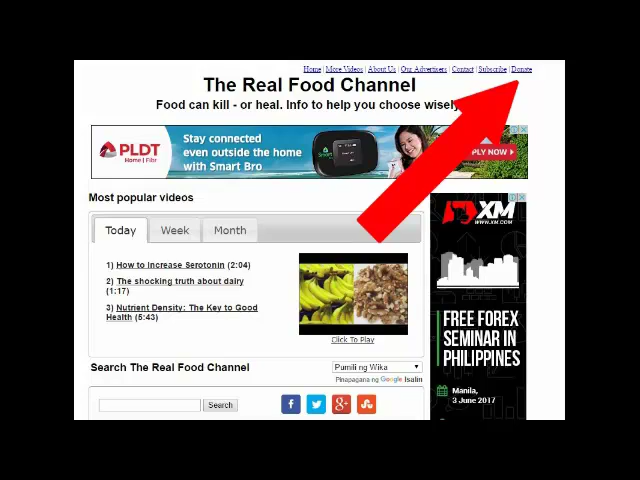 Home | More Videos | About Us | Our Advertisers | Contact | Subscribe | Donate
The Real Food Channel
Food can kill - or heal. Info to help you choose wisely
PLDT
Home | Fibr
Stay connected
even outside the home
with Smart Bro
PLY NOW
Most popular videos
Today
Week
Month
1) How to Increase Serotonin (2:04)
2) The shocking truth about dairy
(1:17)
3) Nutrient Density: The Key to Good
Health (5:43)
Click To Play
XM
WWW.XM.COM
FREE FOREX
SEMINAR IN
PHILIPPINES
Manila,
3 June 2017
Search The Real Food Channel
Pumili ng Wika
Pinapagana ng Google Isalin
Search